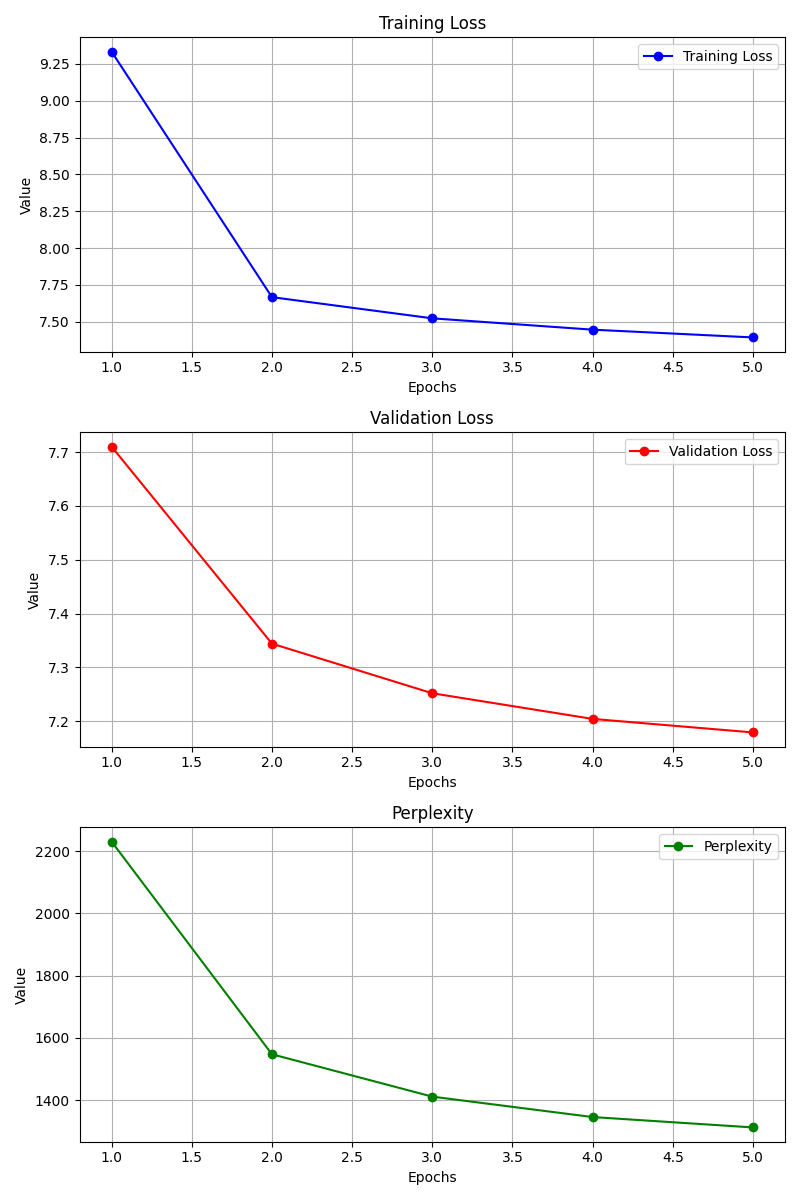 Training Loss
Training Loss
9.25
9.00
8.75
8.50
8.25
8.00
7.75
7.50
Value
1.0 1.5 2.0 2.5 3.0 3.5 4.0 4.5 5.0
Epochs
Validation Loss
Validation Loss
7.7
7.6
7.5
7.4
7.3
7.2
Value
1.0 1.5 2.0 2.5 3.0 3.5 4.0 4.5 5.0
Epochs
Perplexity
Perplexity
2200
2000
1800
1600
1400
Value
1.0 1.5 2.0 2.5 3.0 3.5 4.0 4.5 5.0
Epochs